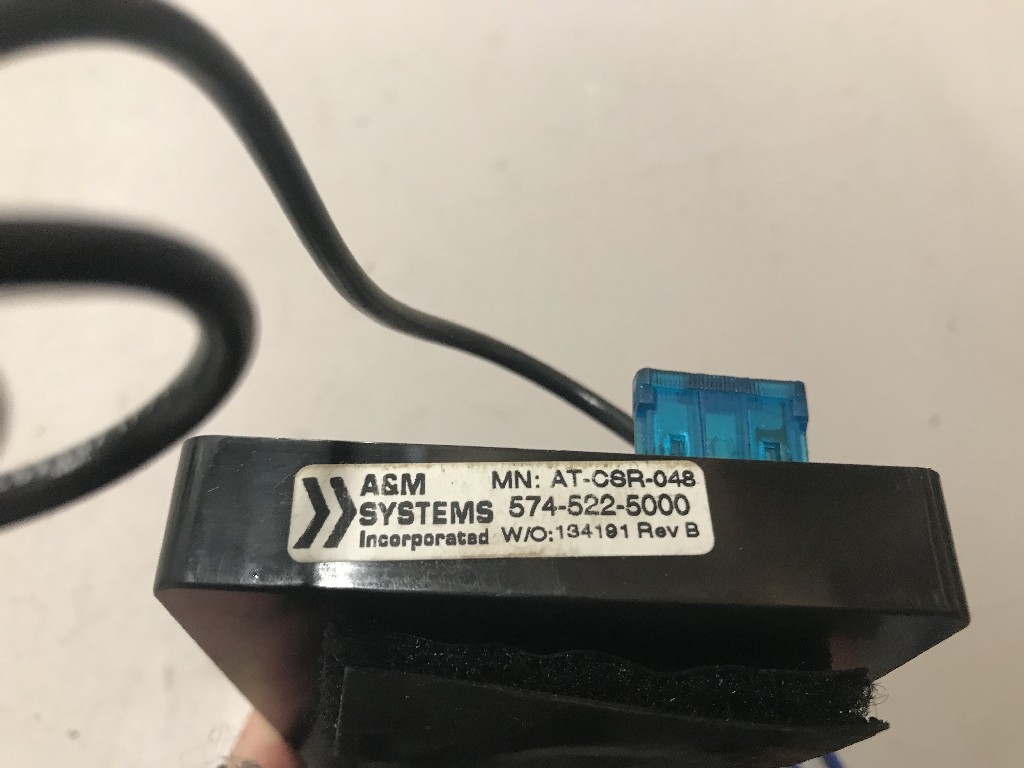 A&M
SYSTEMS
Incorporated
MN: AT-CSR-048
574-522-5000
W/O:134191 Rev B